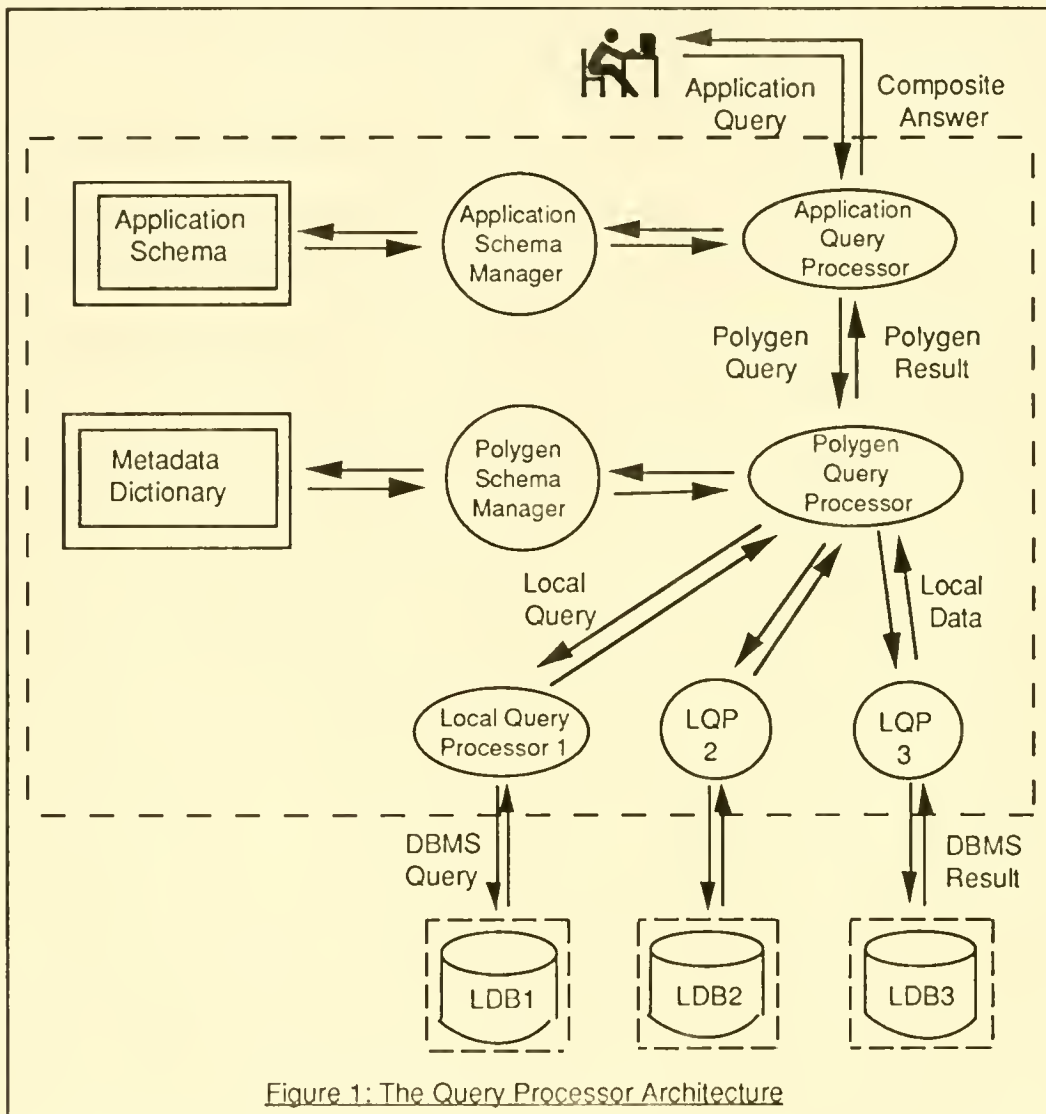 Application
Query
Composite
Answer
Application
Schema
Application
Schema
Manager
Application
Query
Processor
Polygen
Query
Polygen
Result
Metadada
Dictionary
Polygen
Schema
Manager
Polygen
Query
Processor
Local
Query
Local
Data
Local Query
Processor 1
LQP
2
LQP
3
DBMS
Query
DBMS
Result
LDB1
LDB2
LDB3
Figure 1: The Query Processor Architecture